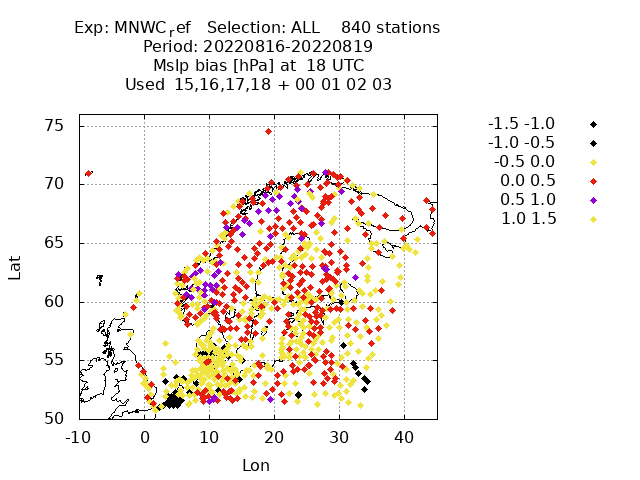 Exp: MNWC_ref   Selection: ALL    840 stations
Period: 20220816-20220819
Mslp bias [hPa] at  18 UTC
Used  15,16,17,18 + 00 01 02 03
-1.5 -1.0
-1.0 -0.5
-0.5 0.0
0.0 0.5
0.5 1.0
1.0 1.5
75
70
65
60
55
50
Lat
-10 0 10 20 30 40
Lon